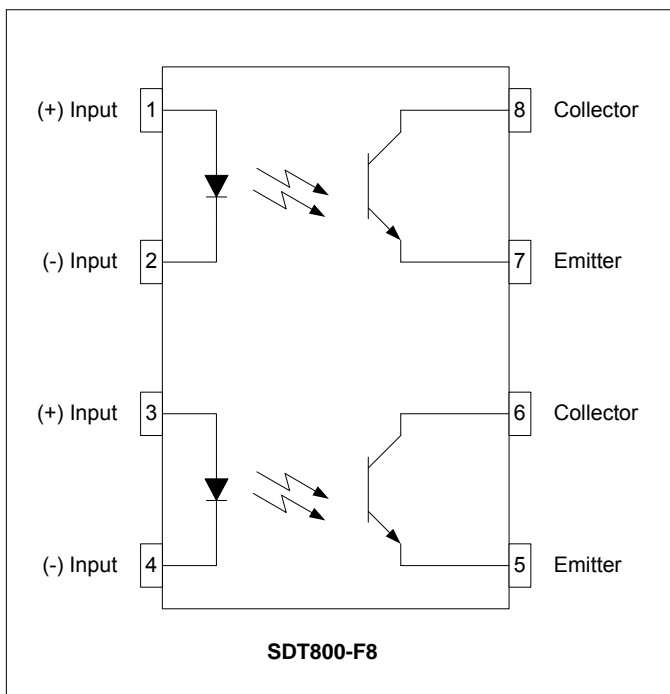 (+) Input 1 8 Collector
(-) Input 2 7 Emitter
(+) Input 3 6 Collector
(-) Input 4 5 Emitter
SDT800-F8